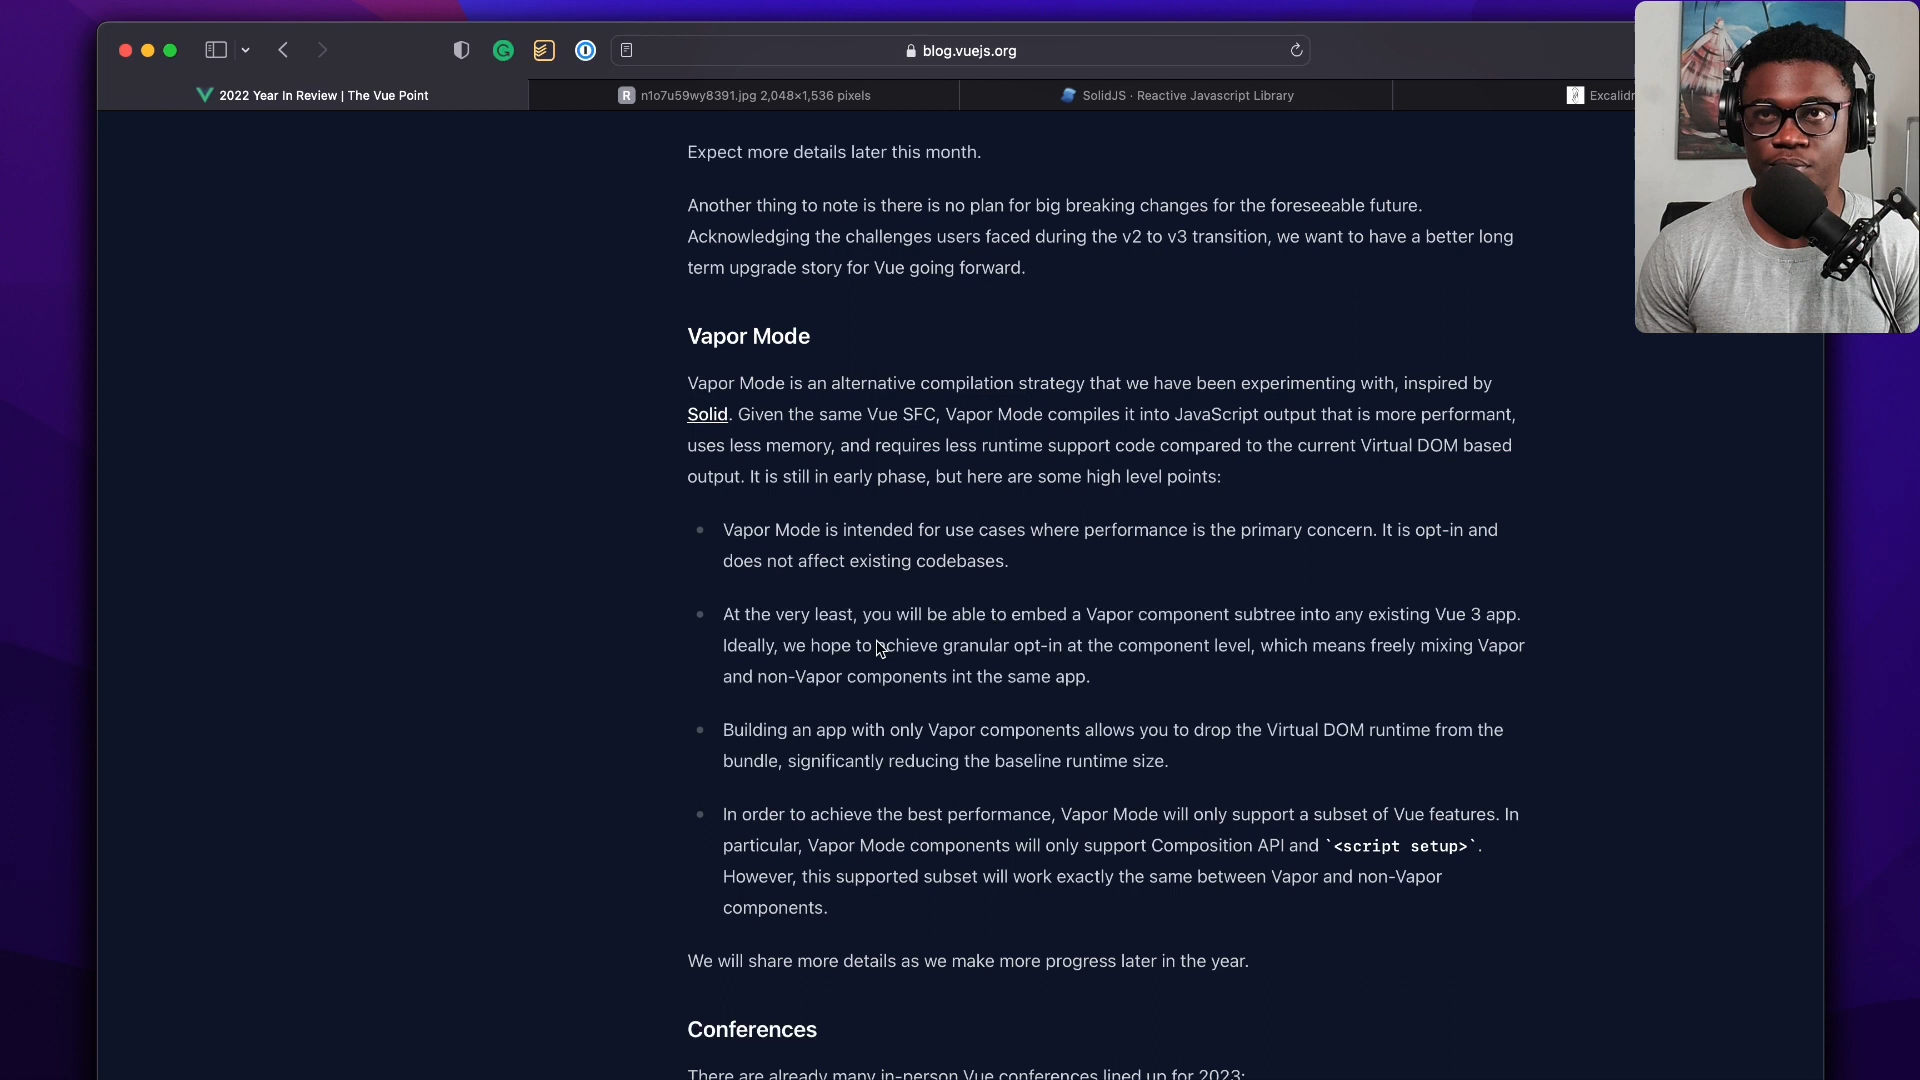 blog.vuejs.org
2022 Year In Review | The Vue Point
R n1o7u59wy8391.jpg 2,048×1,536 pixels
SolidJS · Reactive Javascript Library
Excalidr
Expect more details later this month.
Another thing to note is there is no plan for big breaking changes for the foreseeable future.
Acknowledging the challenges users faced during the v2 to v3 transition, we want to have a better long
term upgrade story for Vue going forward.
Vapor Mode
Vapor Mode is an alternative compilation strategy that we have been experimenting with, inspired by
Solid. Given the same Vue SFC, Vapor Mode compiles it into JavaScript output that is more performant,
uses less memory, and requires less runtime support code compared to the current Virtual DOM based
output. It is still in early phase, but here are some high level points:
Vapor Mode is intended for use cases where performance is the primary concern. It is opt-in and
does not affect existing codebases.
At the very least, you will be able to embed a Vapor component subtree into any existing Vue 3 app.
Ideally, we hope to achieve granular opt-in at the component level, which means freely mixing Vapor
and non-Vapor components int the same app.
Building an app with only Vapor components allows you to drop the Virtual DOM runtime from the
bundle, significantly reducing the baseline runtime size.
In order to achieve the best performance, Vapor Mode will only support a subset of Vue features. In
particular, Vapor Mode components will only support Composition API and `<script setup>`.
However, this supported subset will work exactly the same between Vapor and non-Vapor
components.
We will share more details as we make more progress later in the year.
Conferences
There are already many in-person Vue conferences lined up for 2023: